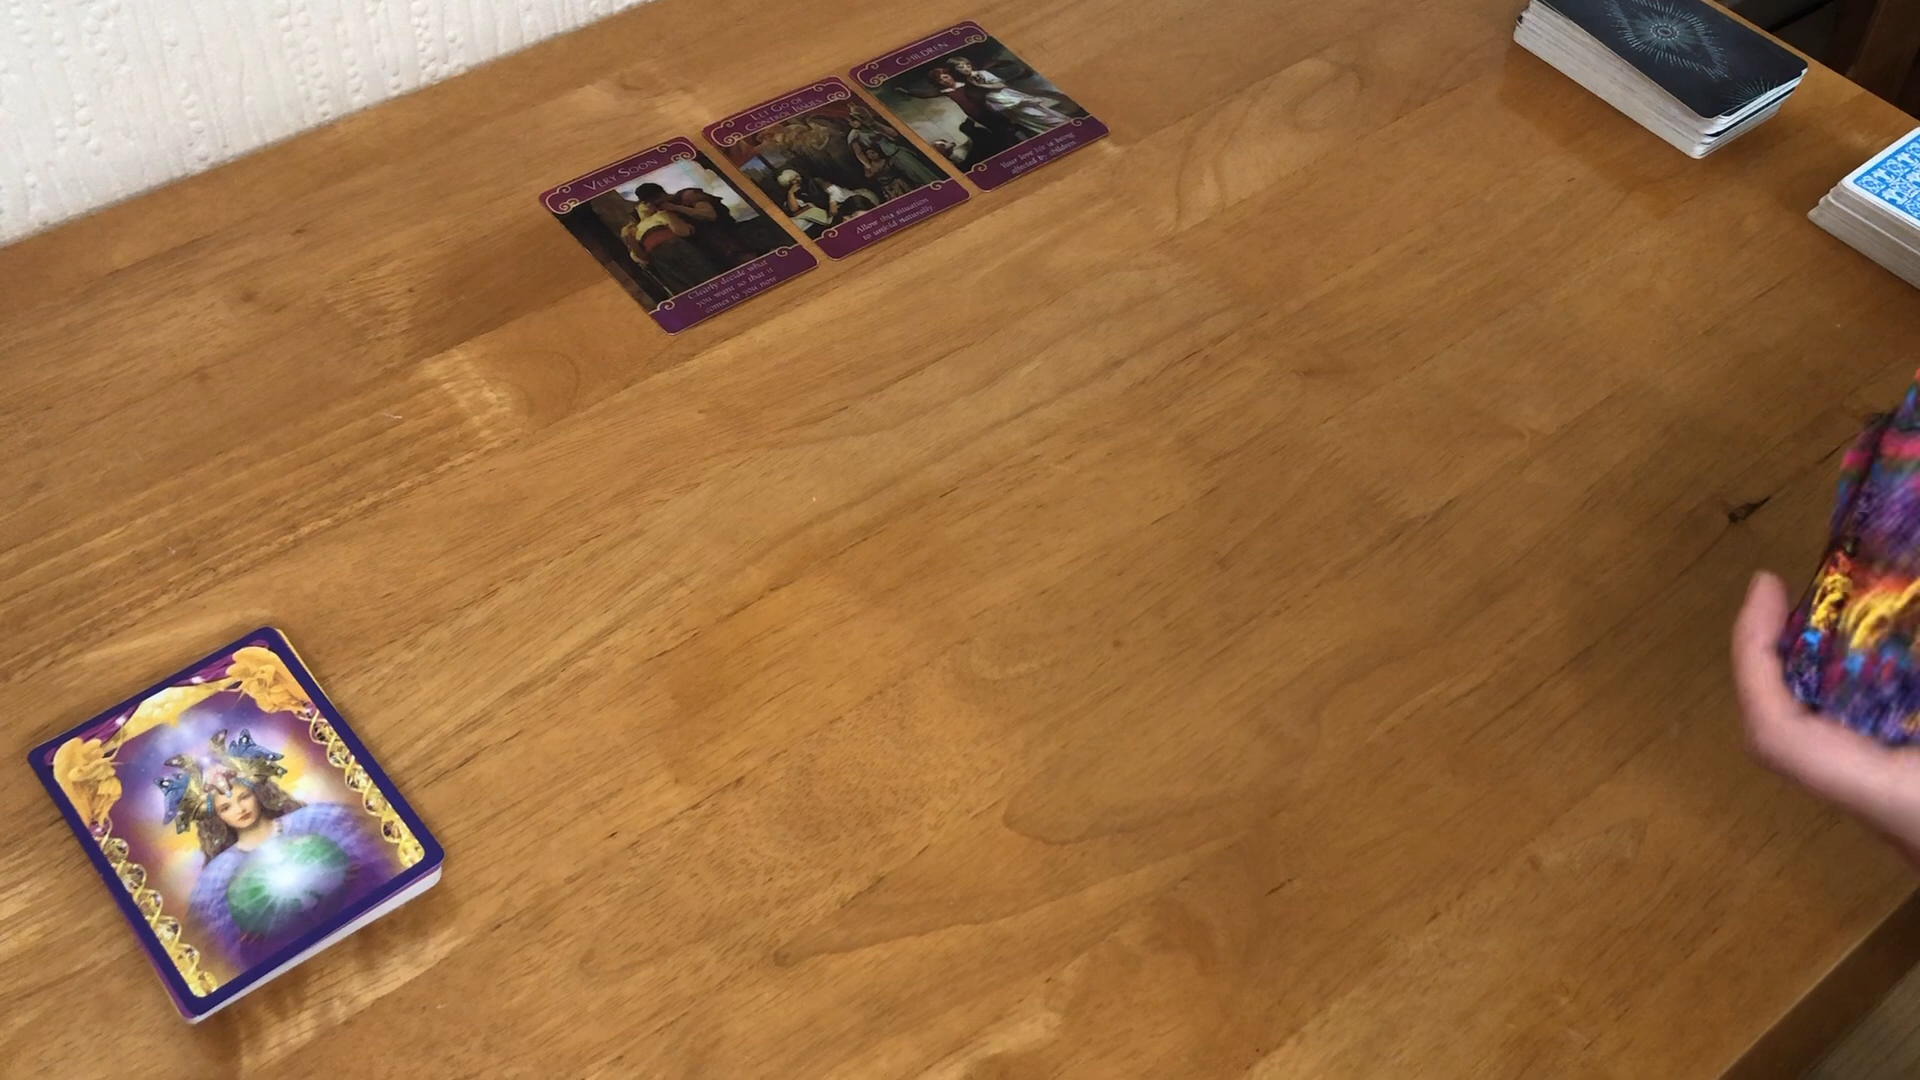 VERY SOON
Clearly decide what
you want so that it
comes to you now
LET GO OF
CONTROL ISSUES
Allow this situation
to unfold naturally
CHILDREN
Your love life is being
affected by children